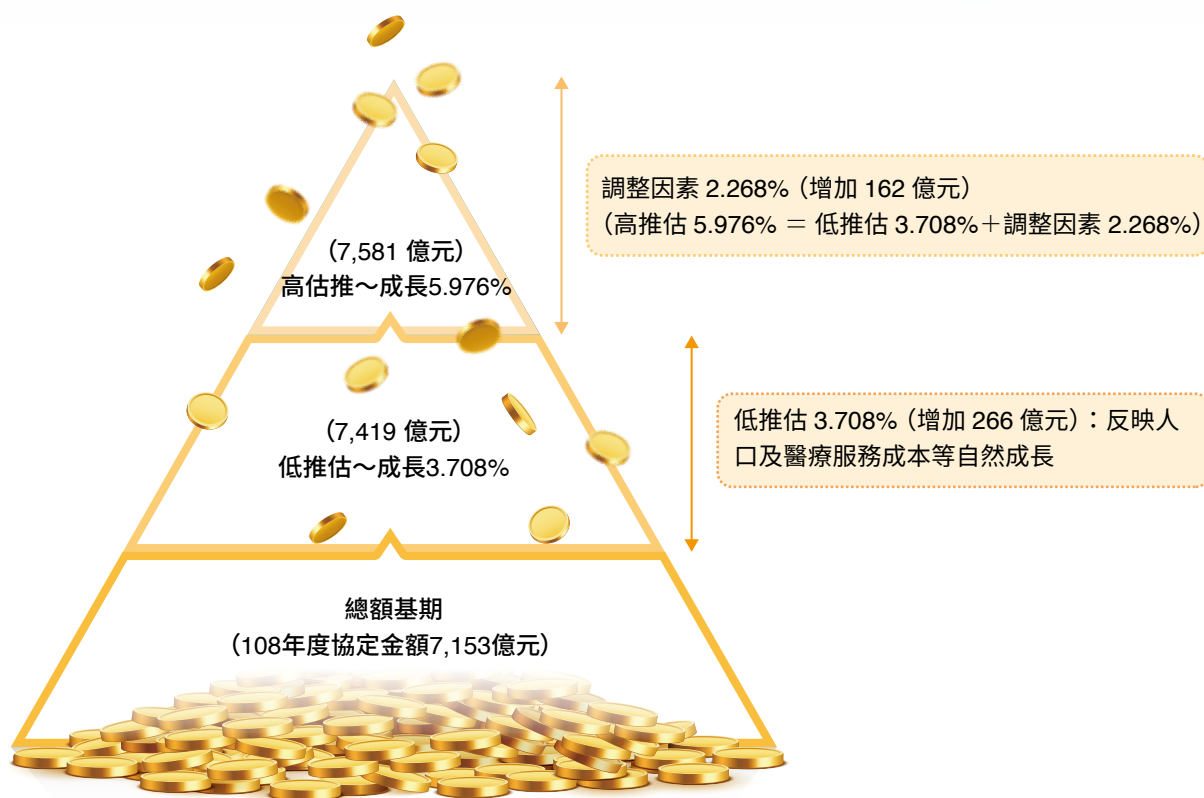 調整因素 2.268%（增加 162 億元）
（高推估 5.976% ＝ 低推估 3.708%＋調整因素 2.268%）
（7,581 億元）
高估推～成長5.976%
低推估 3.708%（增加 266 億元）：反映人
口及醫療服務成本等自然成長
（7,419 億元）
低推估～成長3.708%
總額基期
（108年度協定金額7,153億元）